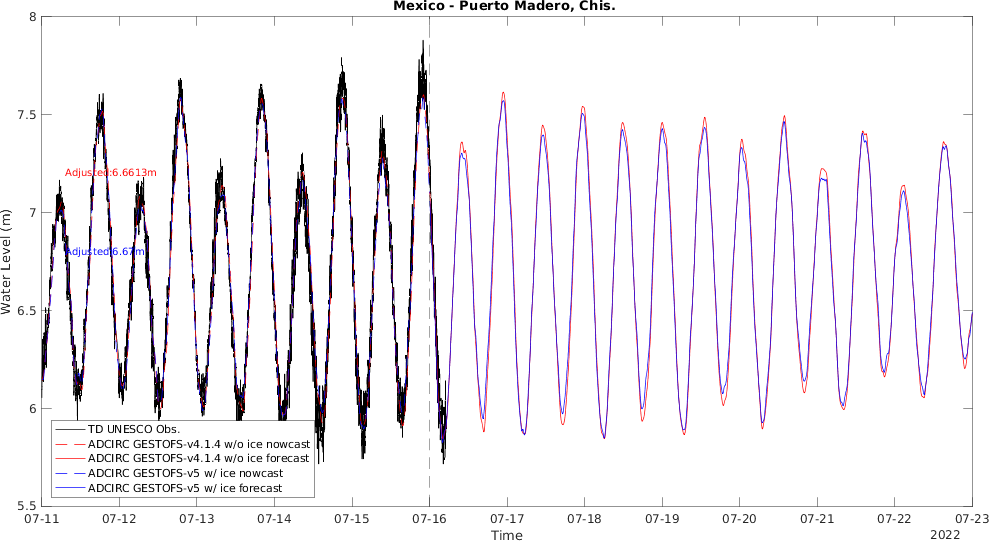 Mexico - Puerto Madero, Chis.
Water Level (m)
8
7.5
7
6.5
6
5.5
Adjusted:6.6613m
Adjusted:6.67m
TD UNESCO Obs.
ADCIRC GESTOFS-v4.1.4 w/o ice nowcast
ADCIRC GESTOFS-v4.1.4 w/o ice forecast
ADCIRC GESTOFS-v5 w/ ice nowcast
ADCIRC GESTOFS-v5 w/ ice forecast
07-11 07-12 07-13 07-14 07-15 07-16 07-17 07-18 07-19 07-20 07-21 07-22 07-23
Time
2022